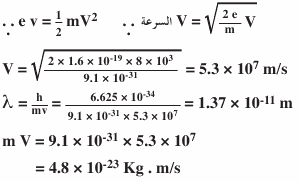 ∴ e v = 1/2 mV² ∴ السرعة V = √(2 e / m V)
V = √(2 × 1.6 × 10⁻¹⁹ × 8 × 10³ / 9.1 × 10⁻³¹) = 5.3 × 10⁷ m/s
λ = h/mv = 6.625 × 10⁻³⁴ / 9.1 × 10⁻³¹ × 5.3 × 10⁷ = 1.37 × 10⁻¹¹ m
m V = 9.1 × 10⁻³¹ × 5.3 × 10⁷
= 4.8 × 10⁻²³ Kg . m/s